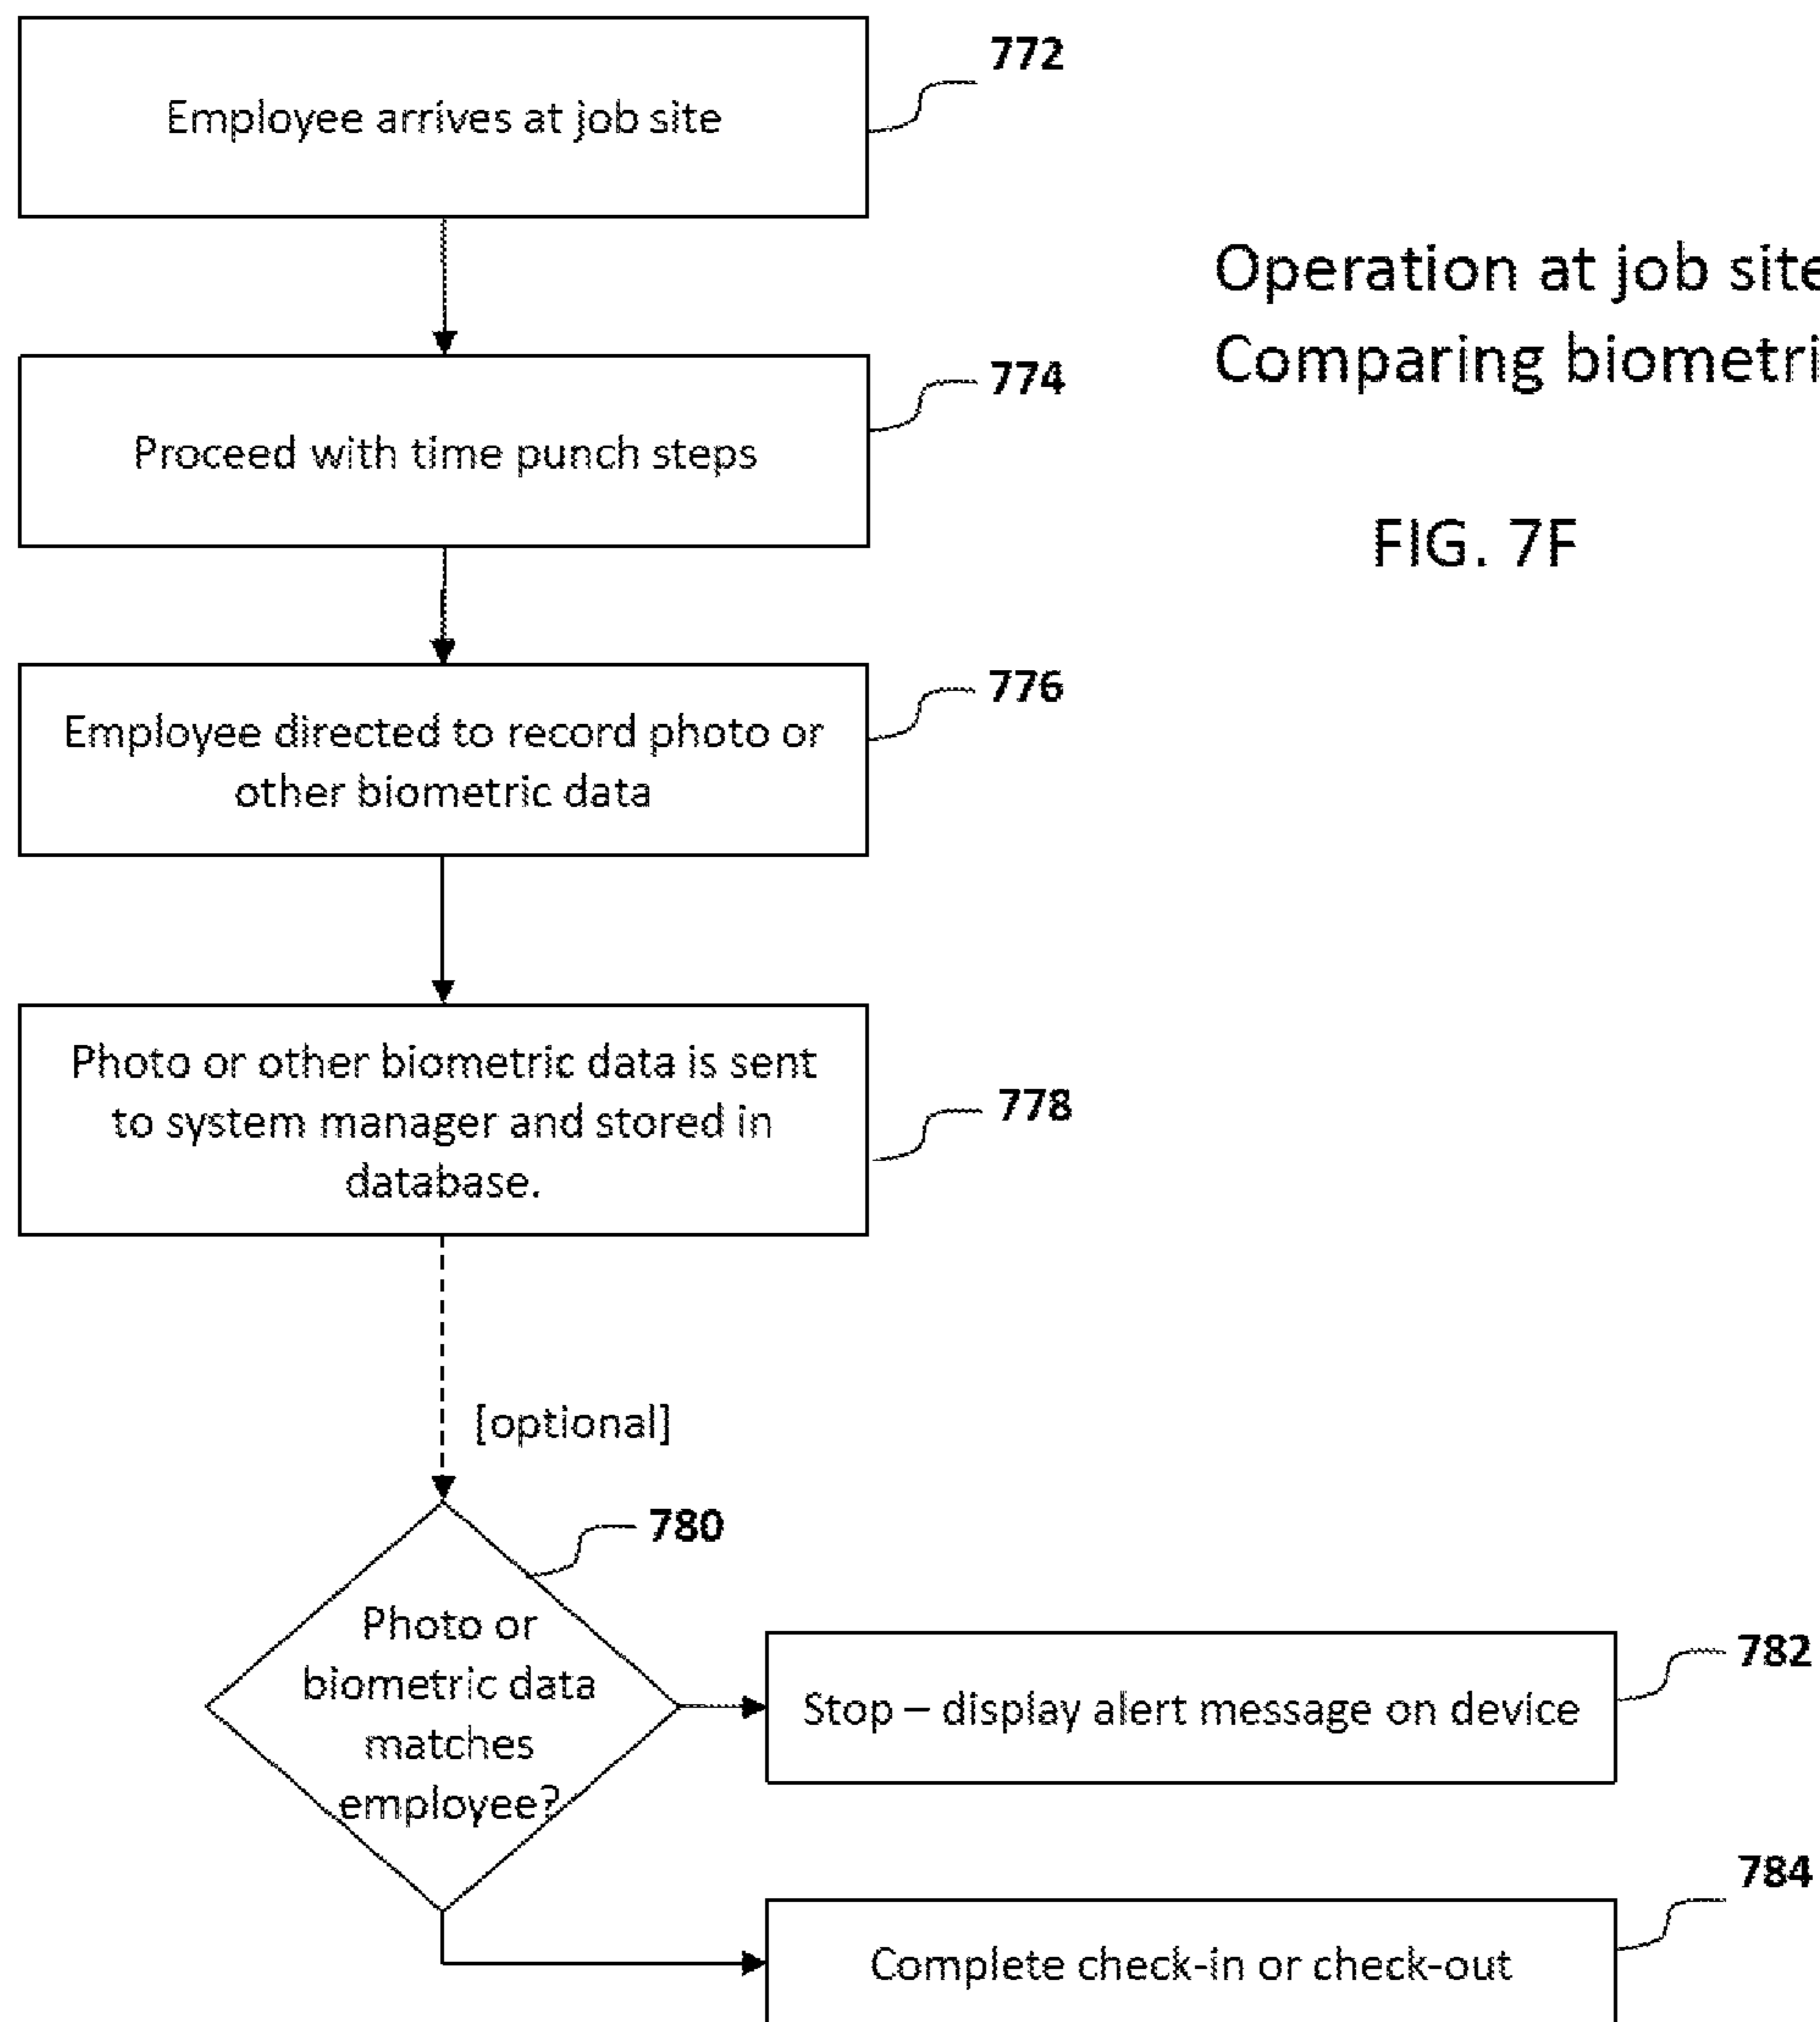 Employee arrives at job site
772
Operation at job site
Comparing biometri
FIG. 7F
Proceed with time punch steps
774
Employee directed to record photo or
other biometric data
776
Photo or other biometric data is sent
to system manager and stored in
database.
778
[optional]
780
Photo or
biometric data
matches
employee?
Stop – display alert message on device
782
Complete check-in or check-out
784